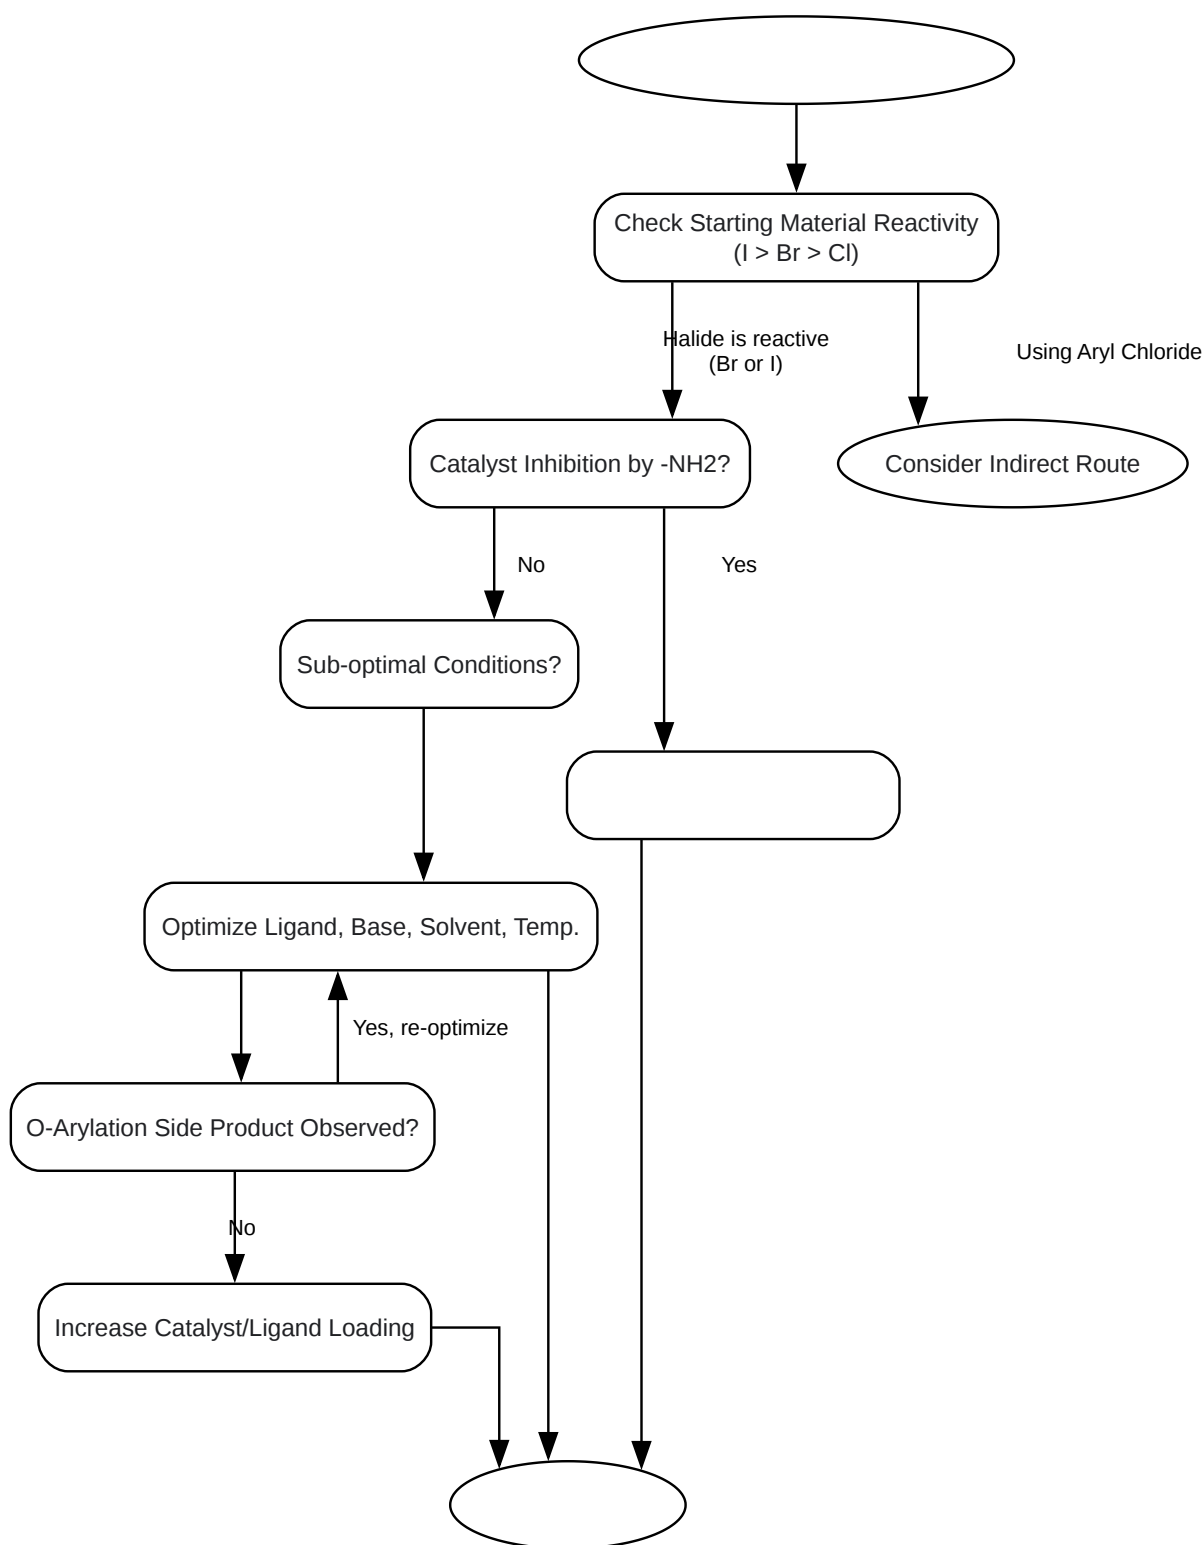 Check Starting Material Reactivity
(I > Br > Cl)
Halide is reactive
(Br or I)
Using Aryl Chloride
Catalyst Inhibition by -NH2?
Consider Indirect Route
No
Yes
Sub-optimal Conditions?
Optimize Ligand, Base, Solvent, Temp.
Yes, re-optimize
O-Arylation Side Product Observed?
No
Increase Catalyst/Ligand Loading